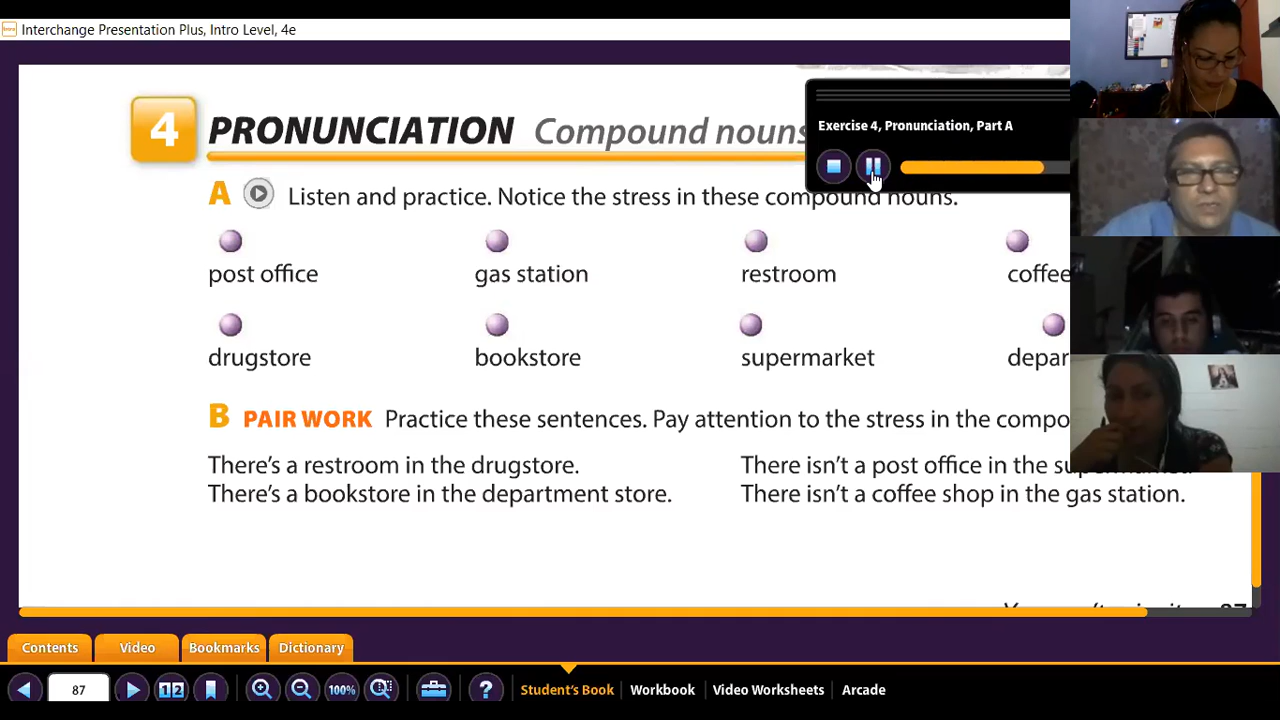 Interchange Presentation Plus, Intro Level, 4e
4 PRONUNCIATION Compound nouns
Exercise 4, Pronunciation, Part A
A Listen and practice. Notice the stress in these compound nouns.
post office gas station restroom coffee
drugstore bookstore supermarket depar
B PAIR WORK Practice these sentences. Pay attention to the stress in the compo
There's a restroom in the drugstore. There isn't a post office in the
There's a bookstore in the department store. There isn't a coffee shop in the gas station.
Contents Video Bookmarks Dictionary
87 12 100% ? Student's Book Workbook Video Worksheets Arcade